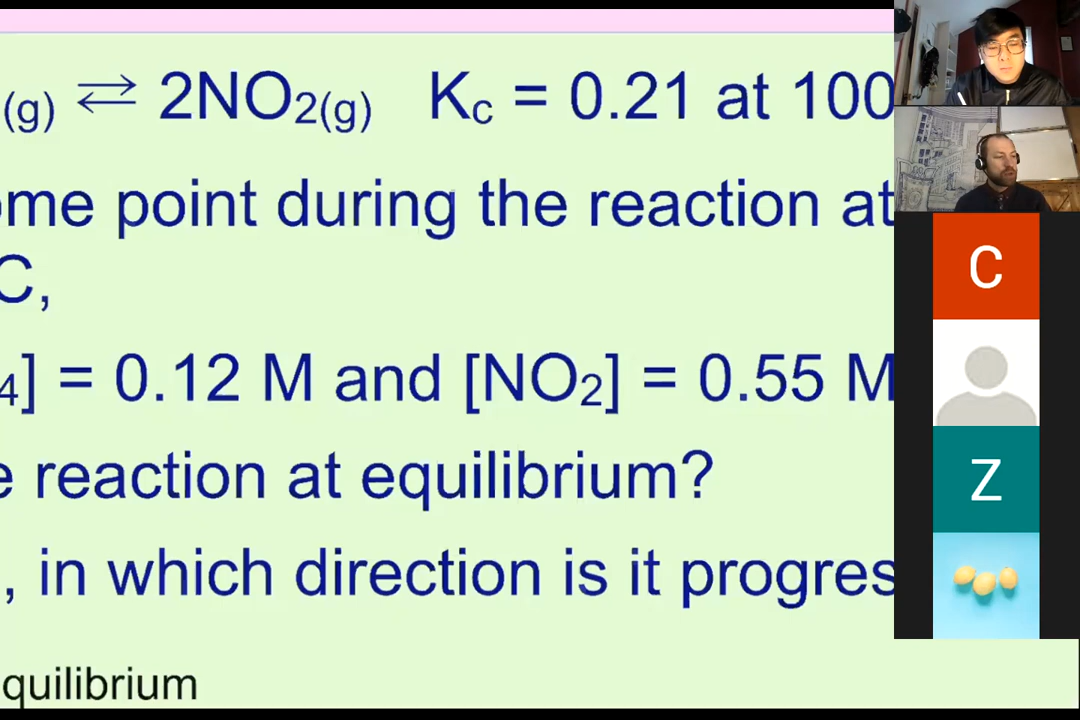 (g) ⇄ 2NO2(g) Kc = 0.21 at 100
ome point during the reaction at
C,
4] = 0.12 M and [NO2] = 0.55 M
e reaction at equilibrium?
, in which direction is it progres
quilibrium
C
Z